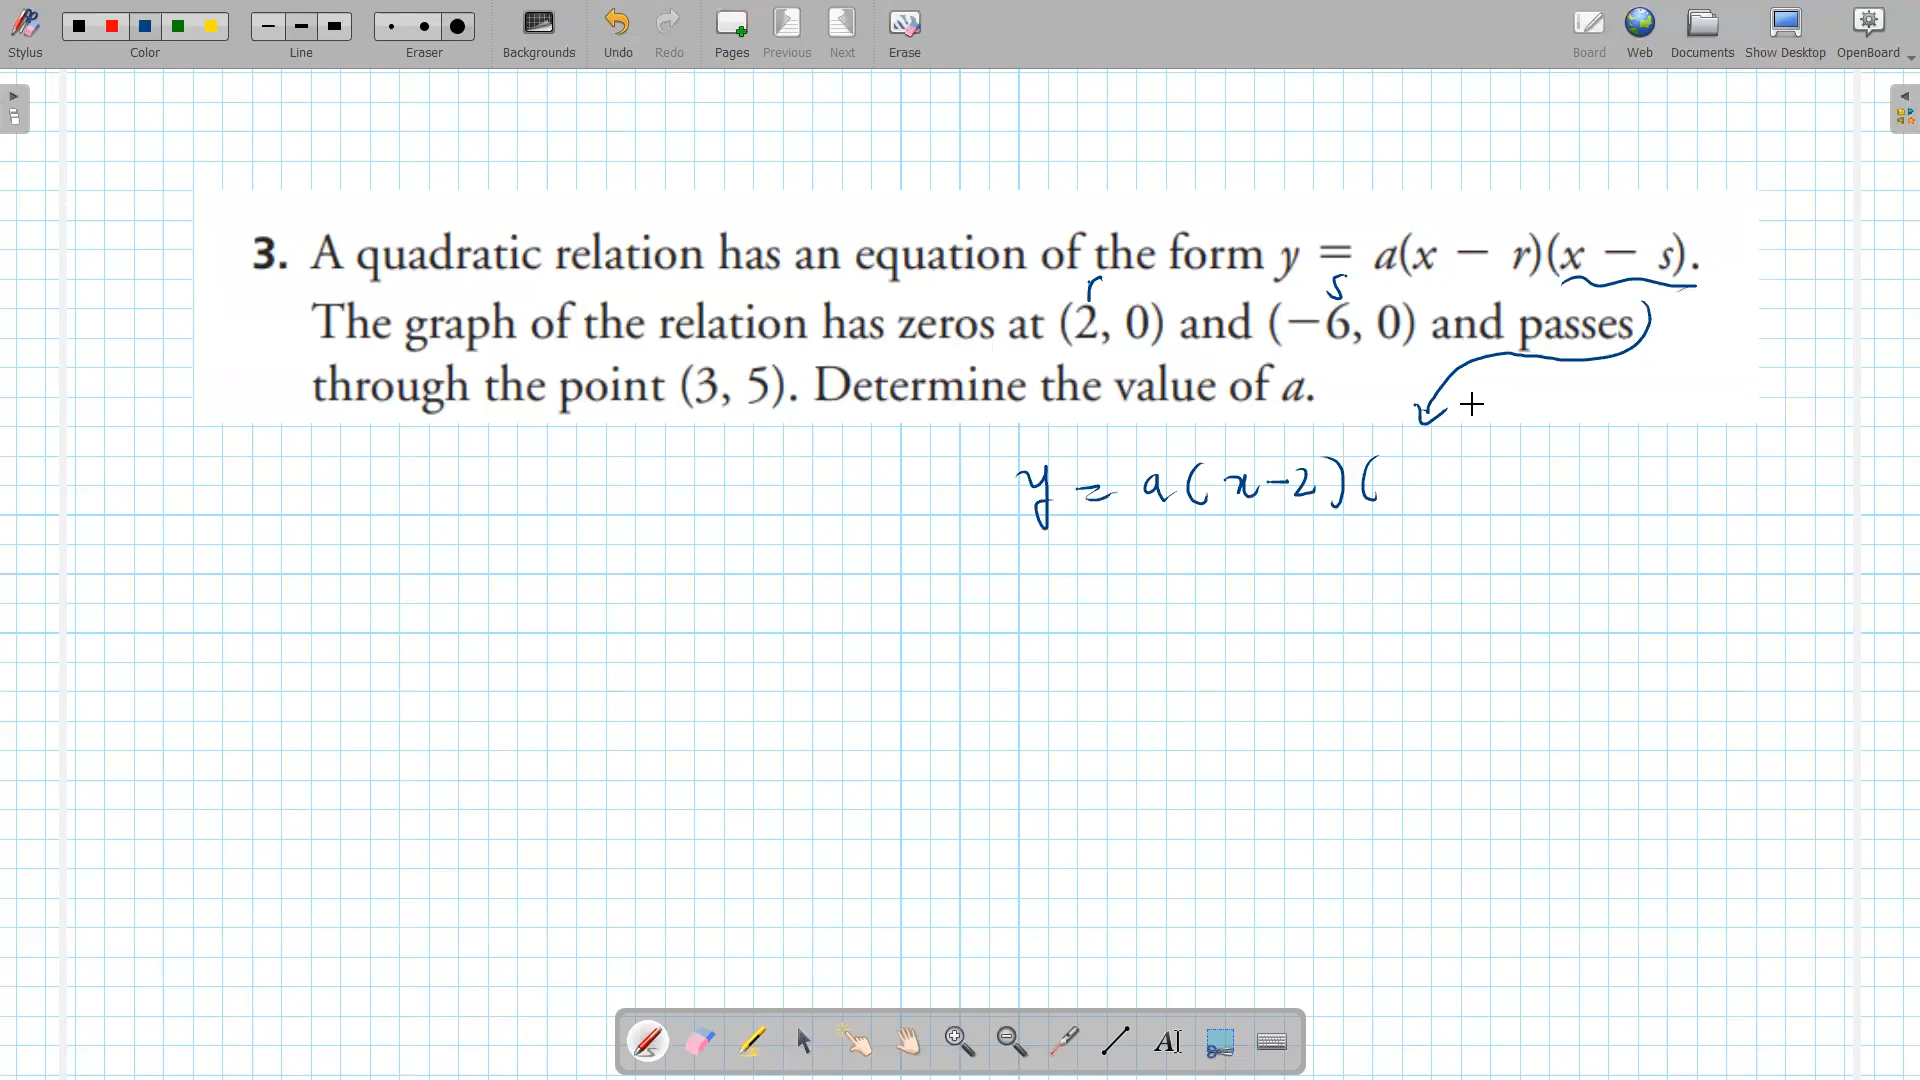 Stylus Color Line Eraser Backgrounds Undo Redo Pages Previous Next Erase Board Web Documents Show Desktop OpenBoard
3. A quadratic relation has an equation of the form y = a(x − r)(x − s).
r s
The graph of the relation has zeros at (2, 0) and (−6, 0) and passes
through the point (3, 5). Determine the value of a.
y = a(x-2)(